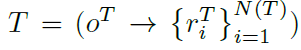 T = (o^T → {r_i^T}_{i=1}^{N(T)})